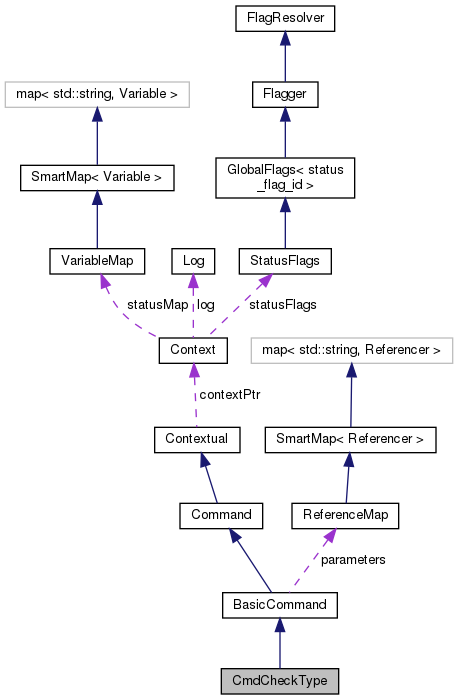 FlagResolver
Flagger
map< std::string, Variable >
SmartMap< Variable >
GlobalFlags< status
_flag_id >
VariableMap
Log
StatusFlags
statusMap
log
statusFlags
Context
map< std::string, Referencer >
contextPtr
Contextual
SmartMap< Referencer >
Command
ReferenceMap
parameters
BasicCommand
CmdCheckType